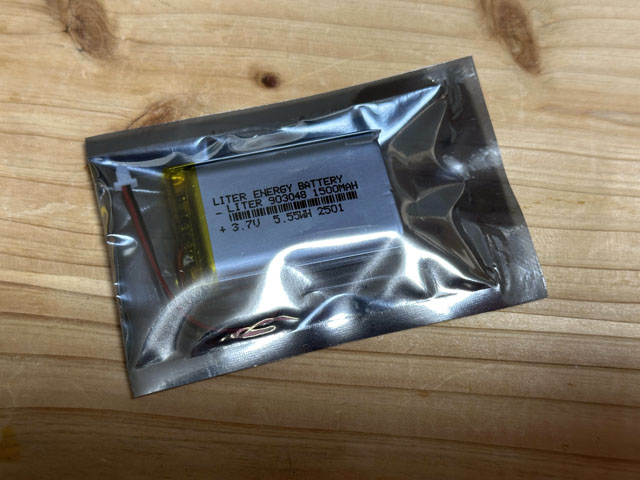 LITER ENERGY BATTERY
- LITER 903048 1500MAH
+ 3.7V 5.55WH 2501